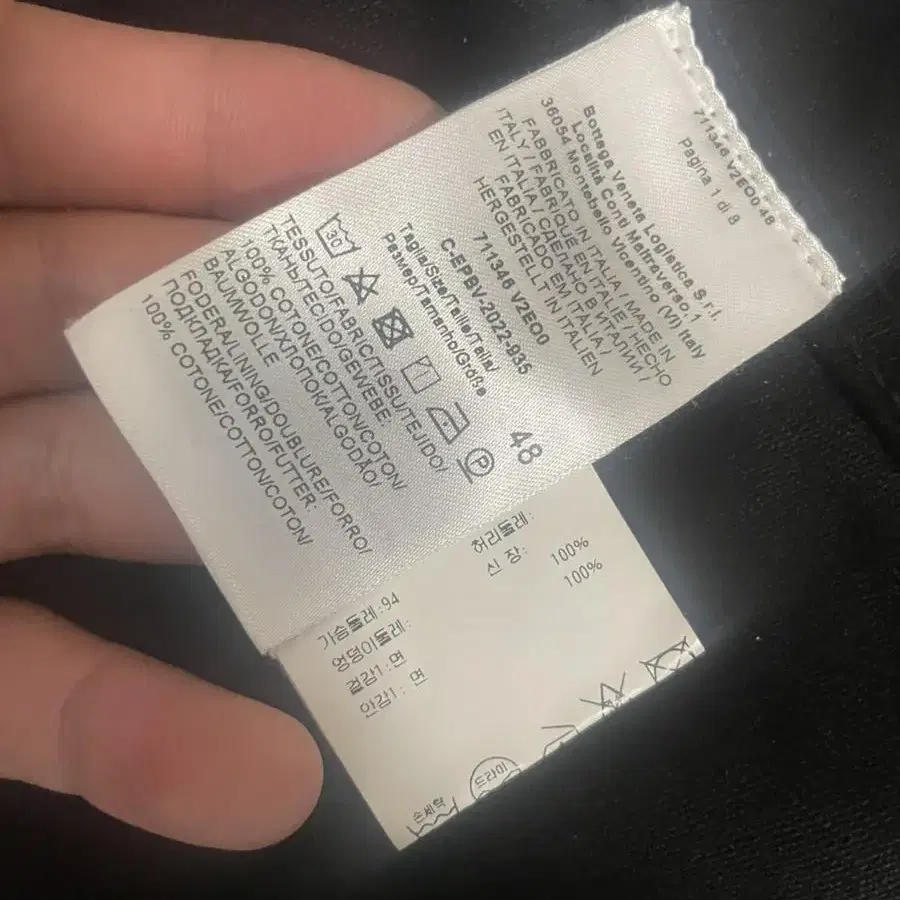 711346 V2EO0 48
Pagina 1 di 8
Bottega Veneta Logistica S.r.l.
Località Conti Maltraverso,1
36054 Montebello Vicentino (VI) Italy
FABBRICATO IN ITALIA / MADE IN
ITALY / FABRIQUÉ EN ITALIE / HECHO
EN ITALIA / СДЕЛАНО В ИТАЛИИ /
FABRICADO EM ITÁLIA /
HERGESTELLT IN ITALIEN
711346 V2EO0
C-EPBV-2022-935
Taglia/Size/Taille/Talla/
Размер/Tamanho/Größe
48
30
P
TESSUTO/FABRIC/TISSU/TEJIDO/
ТКАНЬ/TECIDO/GEWEBE:
100% COTONE/COTTON/COTON/
ALGODÓN/ХЛОПОК/ALGODÃO/
BAUMWOLLE
FODERA/LINING/DOUBLURE/FORRO/
ПОДКЛАДКА/FORRO/FUTTER:
100% COTONE/COTTON/COTON/
가슴둘레:94
허리둘레:
엉덩이둘레:
신 장:
겉감1:면 100%
안감1: 면 100%
손세탁
드라이